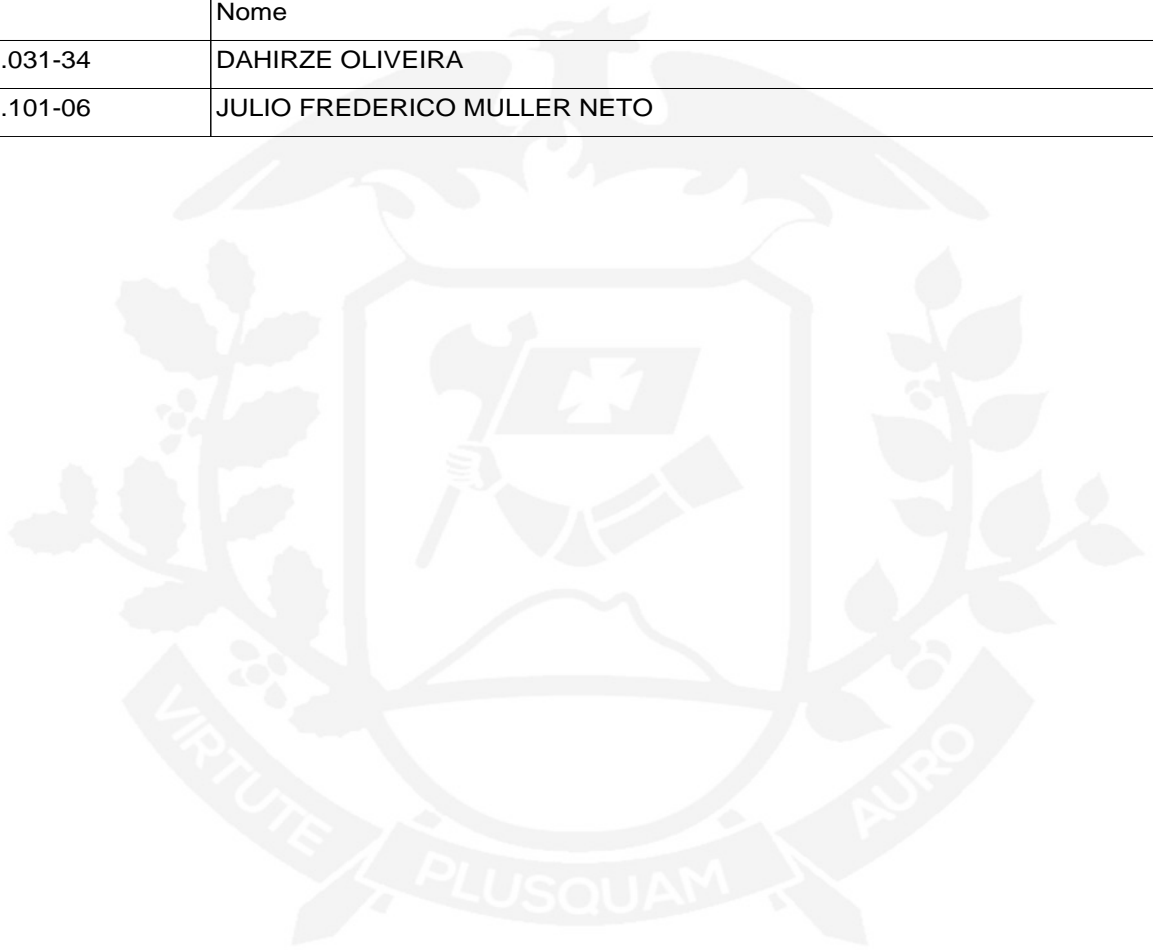 Nome
.031-34 DAHIRZE OLIVEIRA
.101-06 JULIO FREDERICO MULLER NETO
VIRTUTE PLUSQUAM AURO